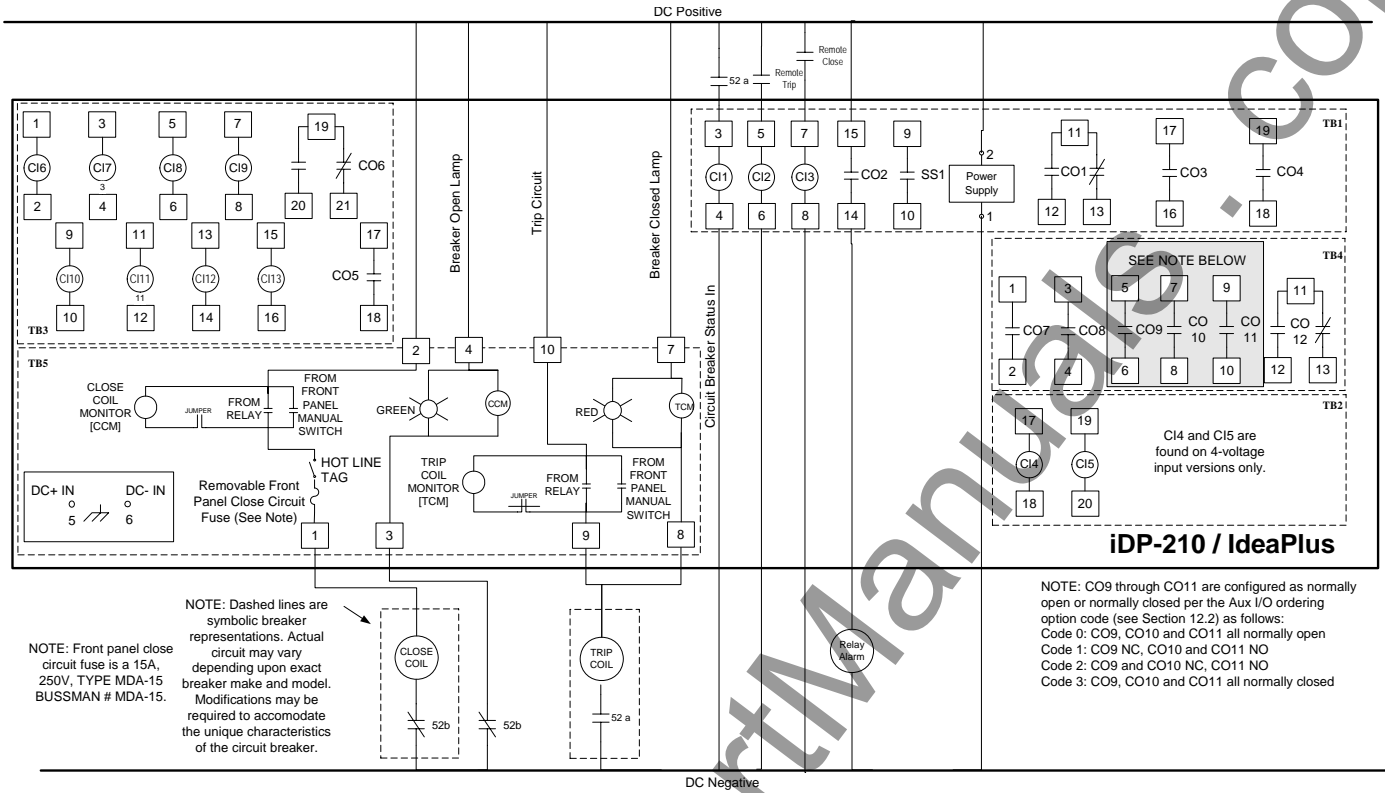 DC Positive
Remote
Close
52 a
Remote
Trip
TB1
1 3 5 7 19
CI6 CI7 CI8 CI9 CO6
3
2 4 6 8 20 21
9 11 13 15 17
CI10 CI11 CI12 CI13 CO5
11
10 12 14 16 18
TB3
Breaker Open Lamp
Trip Circuit
Breaker Closed Lamp
Circuit Breaker Status In
3 5 7 15 9 2 11 17 19
CI1 CI2 CI3 CO2 SS1 Power
Supply
CO1 CO3 CO4
4 6 8 14 10 1 12 13 16 18
TB4
SEE NOTE BELOW
1 3 5 7 9 11
CO7 CO8 CO9 CO
10
CO
11
CO
12
2 4 6 8 10 12 13
TB2
17 19
CI4 CI5
18 20
CI4 and CI5 are
found on 4-voltage
input versions only.
iDP-210 / IdeaPlus
TB5
2 4 10 7
CLOSE
COIL
MONITOR
[CCM]
JUMPER
FROM
RELAY
FROM
FRONT
PANEL
MANUAL
SWITCH
GREEN
CCM
RED
TCM
HOT LINE
TAG
Removable Front
Panel Close Circuit
Fuse (See Note)
TRIP
COIL
MONITOR
[TCM]
JUMPER
FROM
RELAY
FROM
FRONT
PANEL
MANUAL
SWITCH
DC+ IN DC- IN
5 6
1 3 9 8
NOTE: Front panel close
circuit fuse is a 15A,
250V, TYPE MDA-15
BUSSMAN # MDA-15.
NOTE: Dashed lines are
symbolic breaker
representations. Actual
circuit may vary
depending upon exact
breaker make and model.
Modifications may be
required to accomodate
the unique characteristics
of the circuit breaker.
CLOSE
COIL
52b
52b
TRIP
COIL
52 a
Relay
Alarm
NOTE: CO9 through CO11 are configured as normally
open or normally closed per the Aux I/O ordering
option code (see Section 12.2) as follows:
Code 0: CO9, CO10 and CO11 all normally open
Code 1: CO9 NC, CO10 and CO11 NO
Code 2: CO9 and CO10 NC, CO11 NO
Code 3: CO9, CO10 and CO11 all normally closed
DC Negative